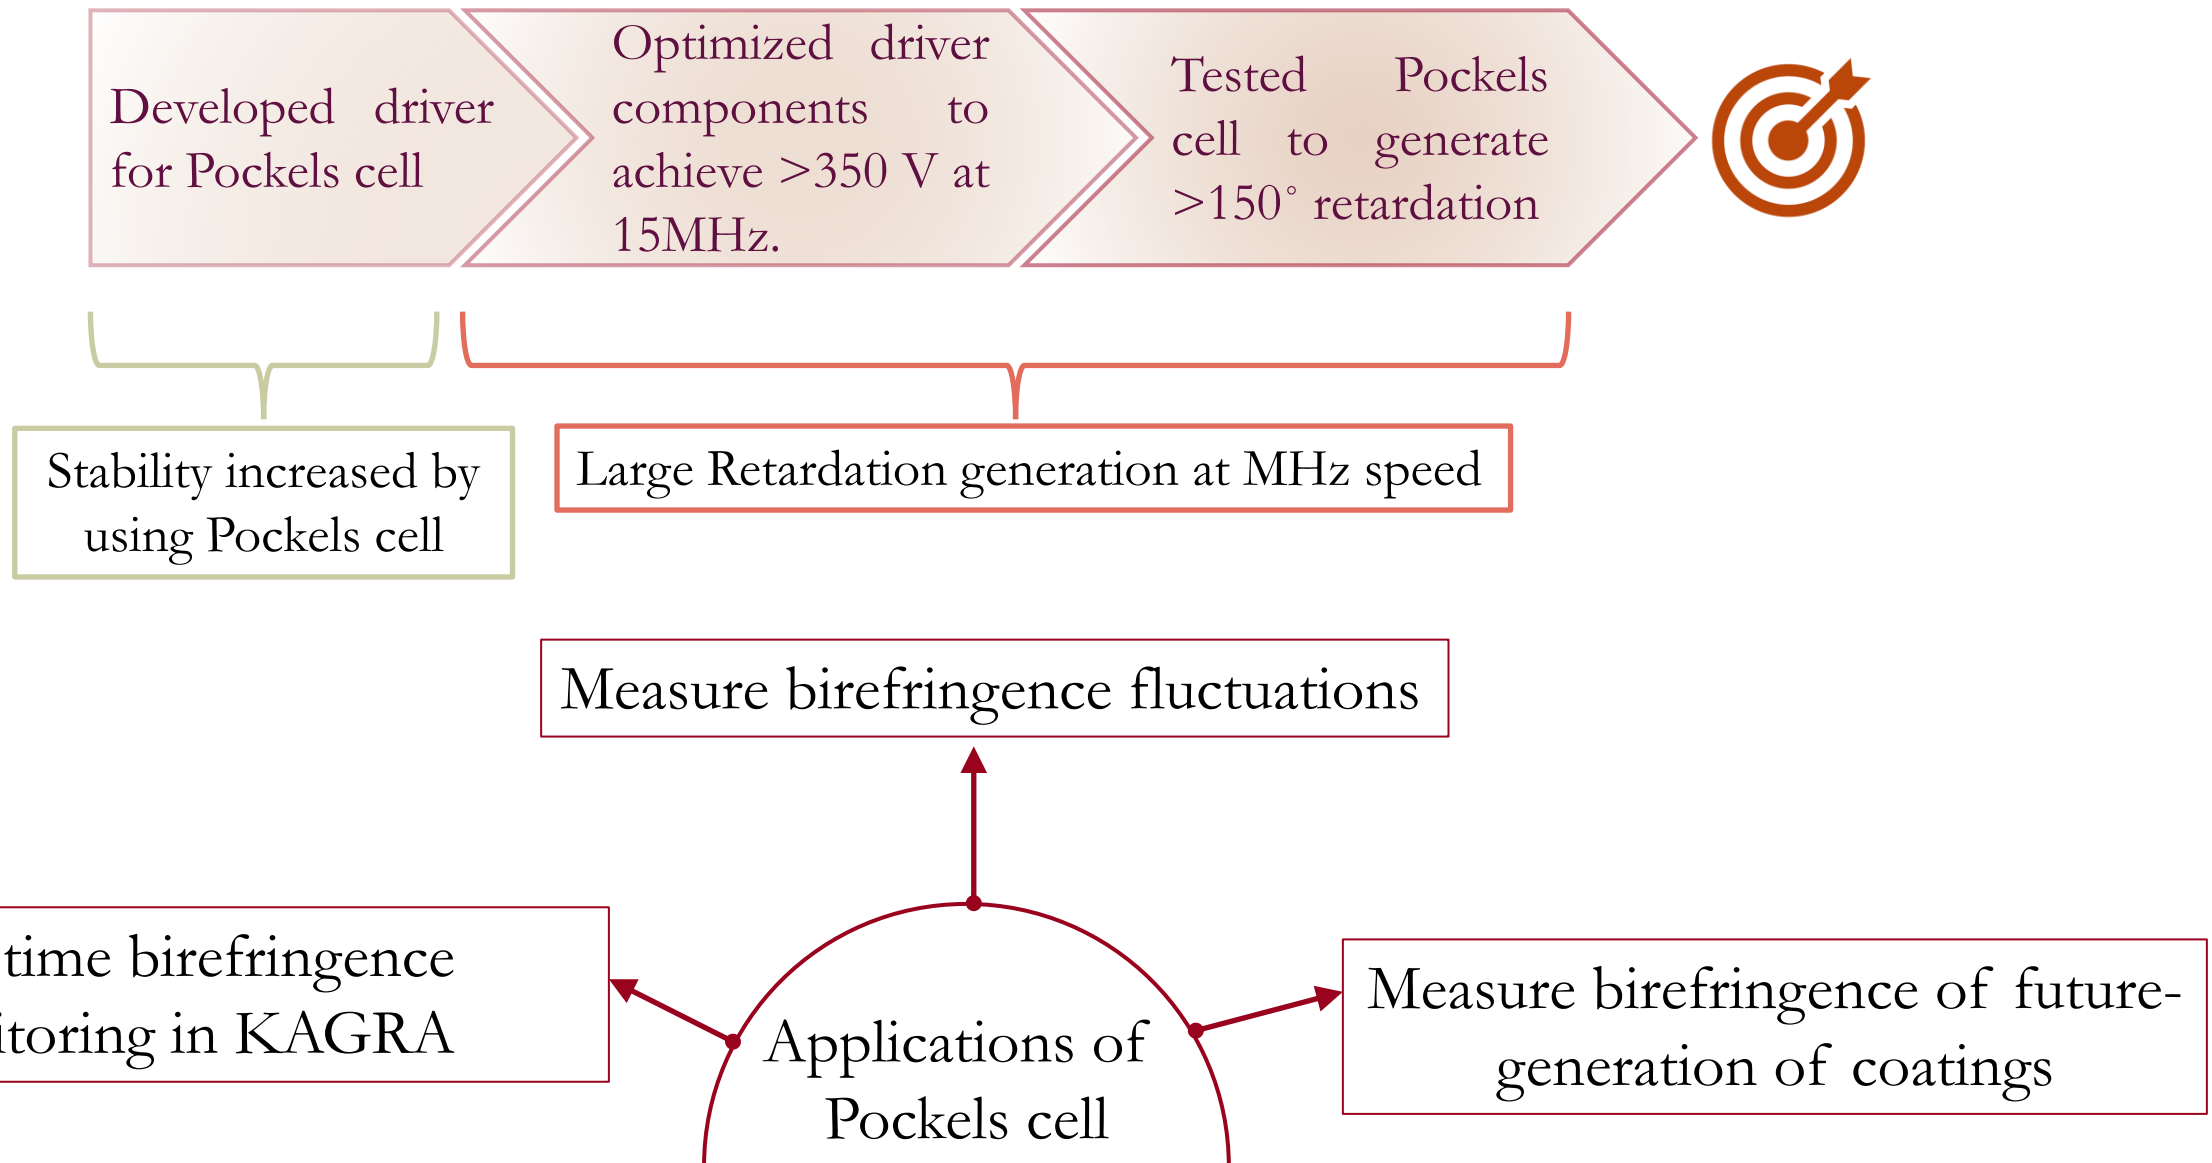 Developed driver
for Pockels cell
Optimized driver
components to
achieve >350 V at
15MHz.
Tested Pockels
cell to generate
>150° retardation
Stability increased by
using Pockels cell
Large Retardation generation at MHz speed
Measure birefringence fluctuations
time birefringence
itoring in KAGRA
Applications of
Pockels cell
Measure birefringence of future-
generation of coatings